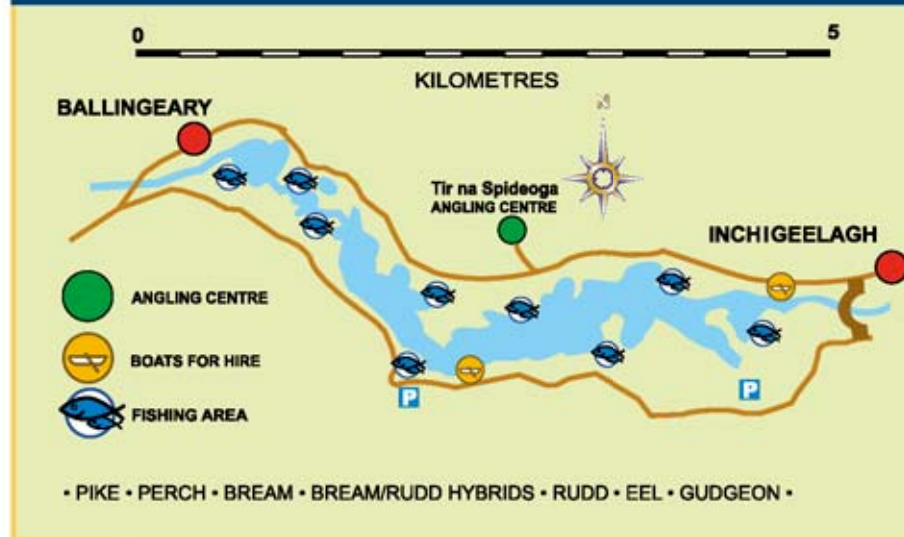 0 5
KILOMETRES
BALLINGEARY
N
Tir na Spideoga
ANGLING CENTRE
INCHIGEELAGH
ANGLING CENTRE
BOATS FOR HIRE
P
P
FISHING AREA
• PIKE • PERCH • BREAM • BREAM/RUDD HYBRIDS • RUDD • EEL • GUDGEON •